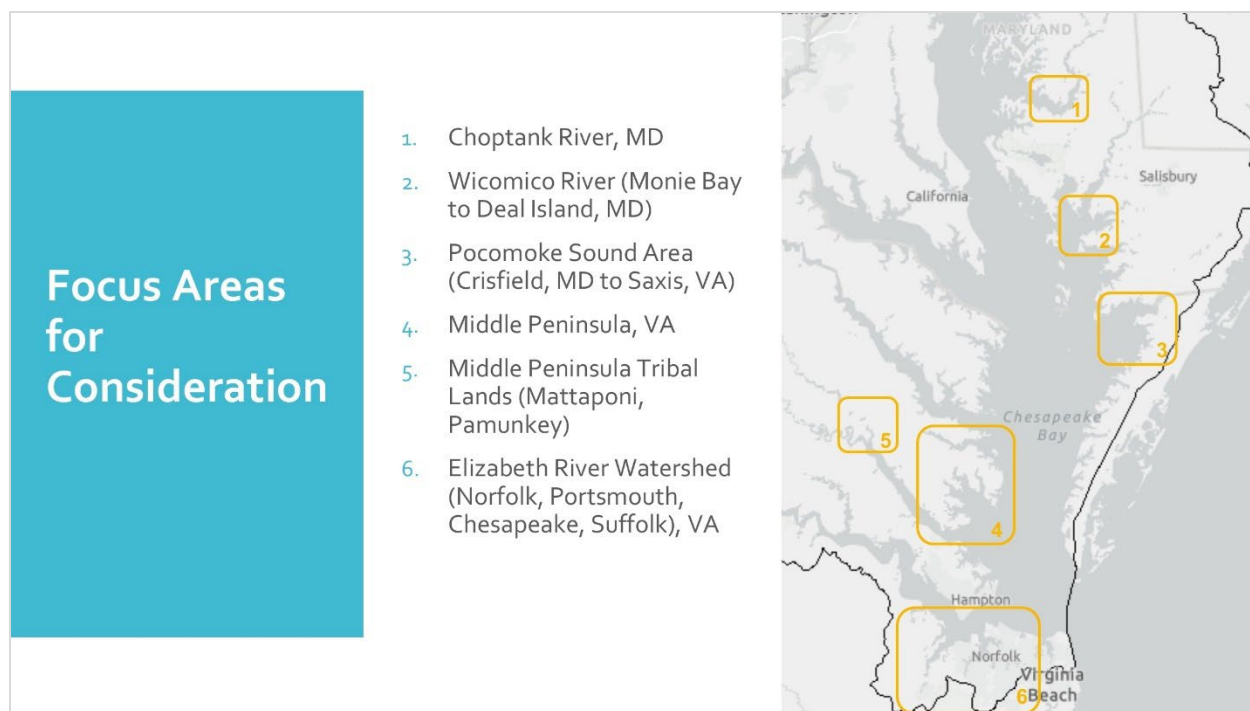 Focus Areas
for
Consideration
1. Choptank River, MD
2. Wicomico River (Monie Bay
to Deal Island, MD)
3. Pocomoke Sound Area
(Crisfield, MD to Saxis, VA)
4. Middle Peninsula, VA
5. Middle Peninsula Tribal
Lands (Mattaponi,
Pamunkey)
6. Elizabeth River Watershed
(Norfolk, Portsmouth,
Chesapeake, Suffolk), VA
MARYLAND
1
Salisbury
California
2
3
Chesapeake
Bay
5
4
Hampton
Norfolk
Virginia
Beach
6